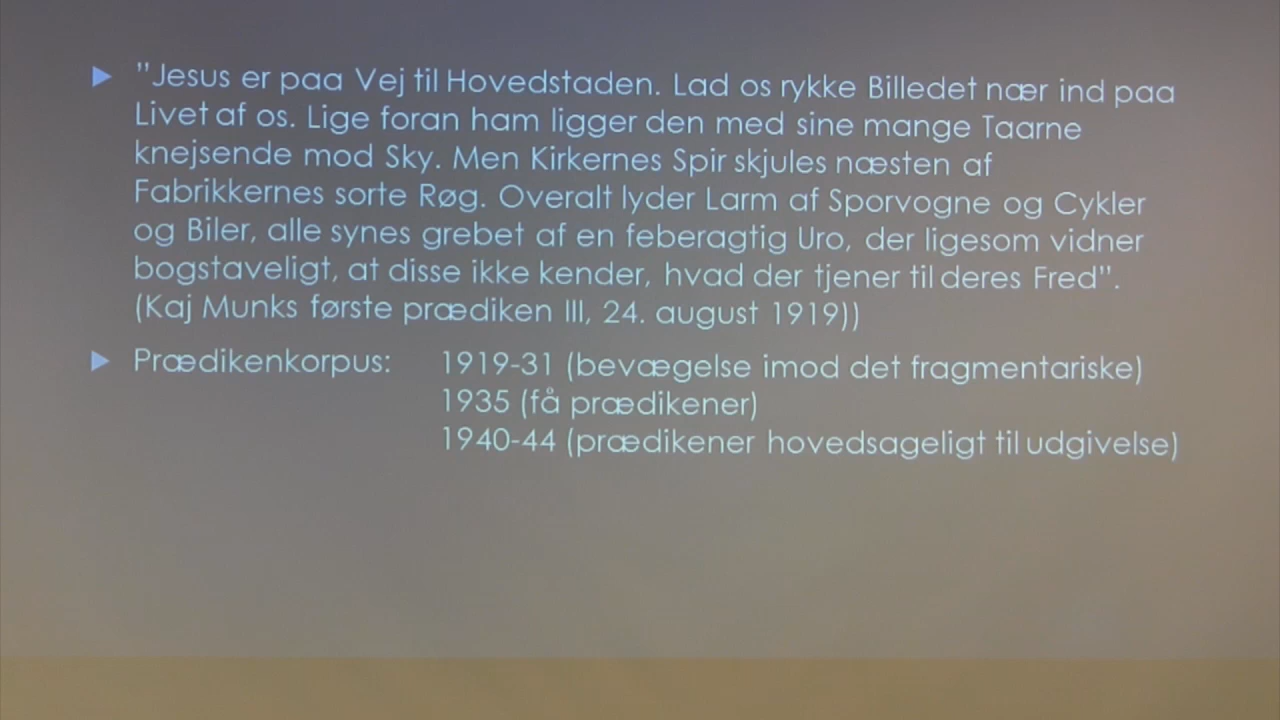 ”Jesus er paa Vej til Hovedstaden. Lad os rykke Billedet nær ind paa
Livet af os. Lige foran ham ligger den med sine mange Taarne
knejsende mod Sky. Men Kirkernes Spir skjules næsten af
Fabrikkernes sorte Røg. Overalt lyder Larm af Sporvogne og Cykler
og Biler, alle synes grebet af en feberagtig Uro, der ligesom vidner
bogstaveligt, at disse ikke kender, hvad der tjener til deres Fred”.
(Kaj Munks første prædiken III, 24. august 1919))
Prædikenkorpus: 1919-31 (bevægelse imod det fragmentariske)
1935 (få prædikener)
1940-44 (prædikener hovedsageligt til udgivelse)